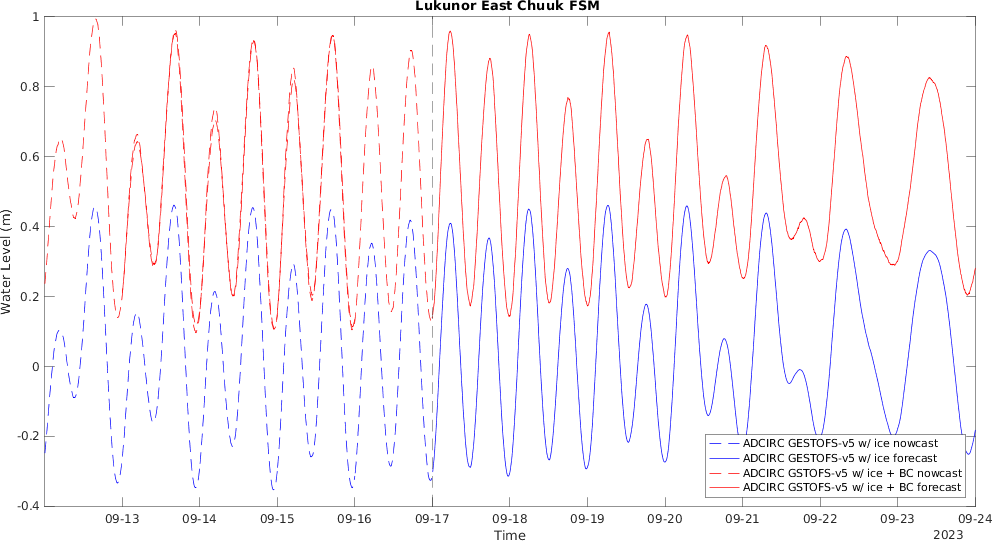 Lukunor East Chuuk FSM
Water Level (m)
1
0.8
0.6
0.4
0.2
0
-0.2
-0.4
09-13 09-14 09-15 09-16 09-17 09-18 09-19 09-20 09-21 09-22 09-23 09-24
Time
2023
ADCIRC GESTOFS-v5 w/ ice nowcast
ADCIRC GESTOFS-v5 w/ ice forecast
ADCIRC GSTOFS-v5 w/ ice + BC nowcast
ADCIRC GSTOFS-v5 w/ ice + BC forecast